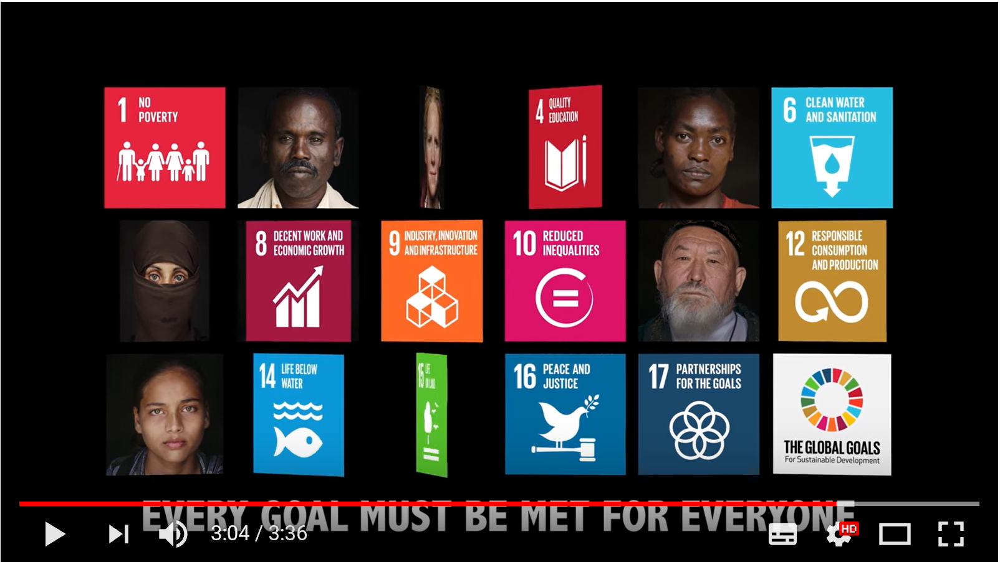 1 NO
POVERTY
4 QUALITY
EDUCATION
6 CLEAN WATER
AND SANITATION
8 DECENT WORK AND
ECONOMIC GROWTH
9 INDUSTRY, INNOVATION
AND INFRASTRUCTURE
10 REDUCED
INEQUALITIES
12 RESPONSIBLE
CONSUMPTION
AND PRODUCTION
14 LIFE BELOW
WATER
15 LIFE
ON LAND
16 PEACE AND
JUSTICE
17 PARTNERSHIPS
FOR THE GOALS
THE GLOBAL GOALS
For Sustainable Development
EVERY GOAL MUST BE MET FOR EVERYONE
3:04 / 3:36
HD